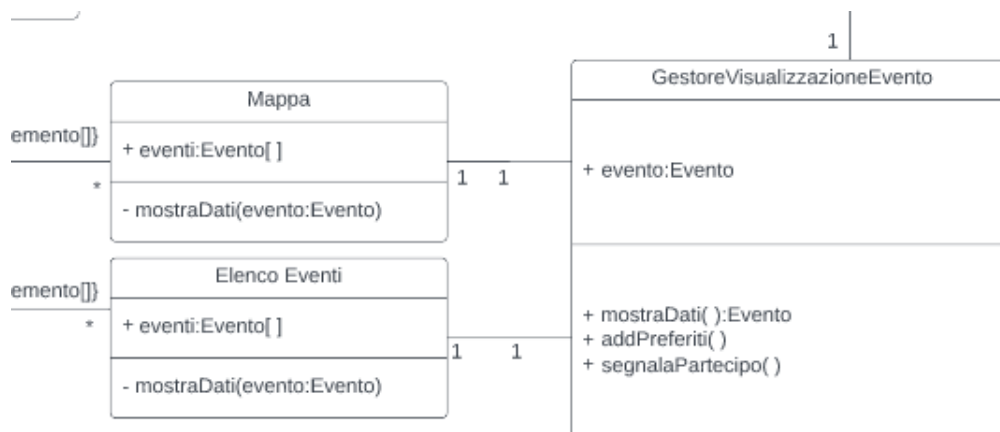 1
GestoreVisualizzazioneEvento
+ evento:Evento
+ mostraDati( ):Evento
+ addPreferiti( )
+ segnalaPartecipo( )
emento[]}
*
Mappa
+ eventi:Evento[ ]
- mostraDati(evento:Evento)
1 1
emento[]}
*
Elenco Eventi
+ eventi:Evento[ ]
- mostraDati(evento:Evento)
1 1